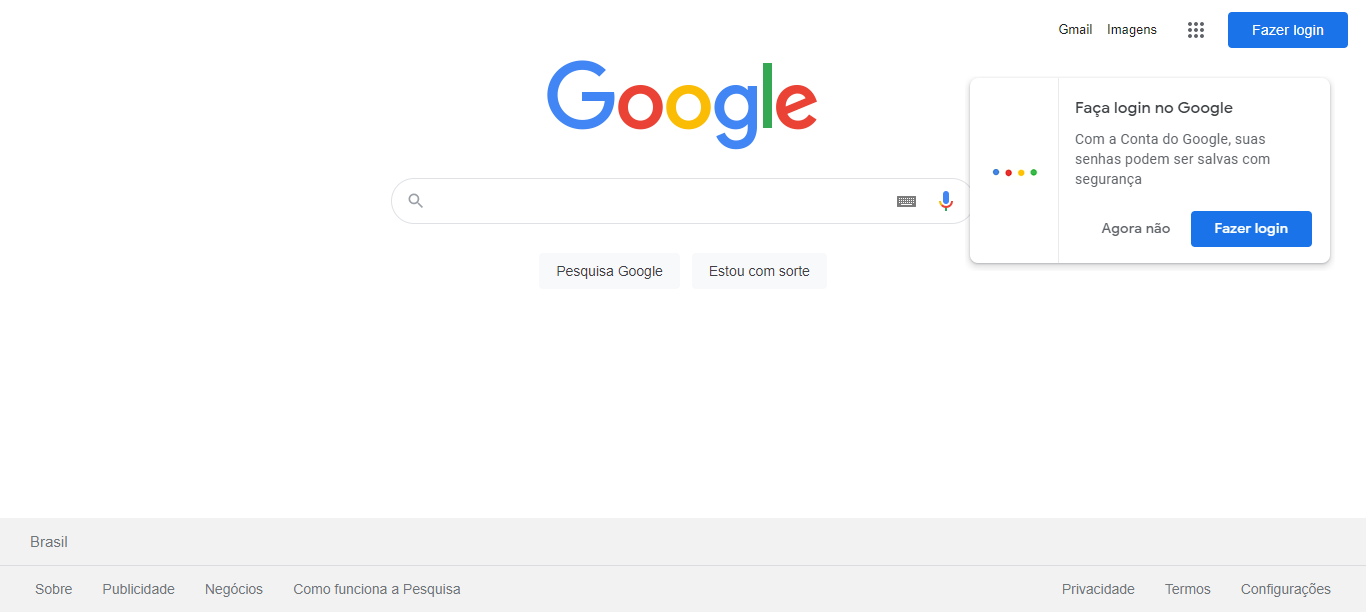 Gmail Imagens Fazer login
Google
Faça login no Google
Com a Conta do Google, suas
senhas podem ser salvas com
segurança
Agora não Fazer login
Pesquisa Google Estou com sorte
Brasil
Sobre Publicidade Negócios Como funciona a Pesquisa Privacidade Termos Configurações